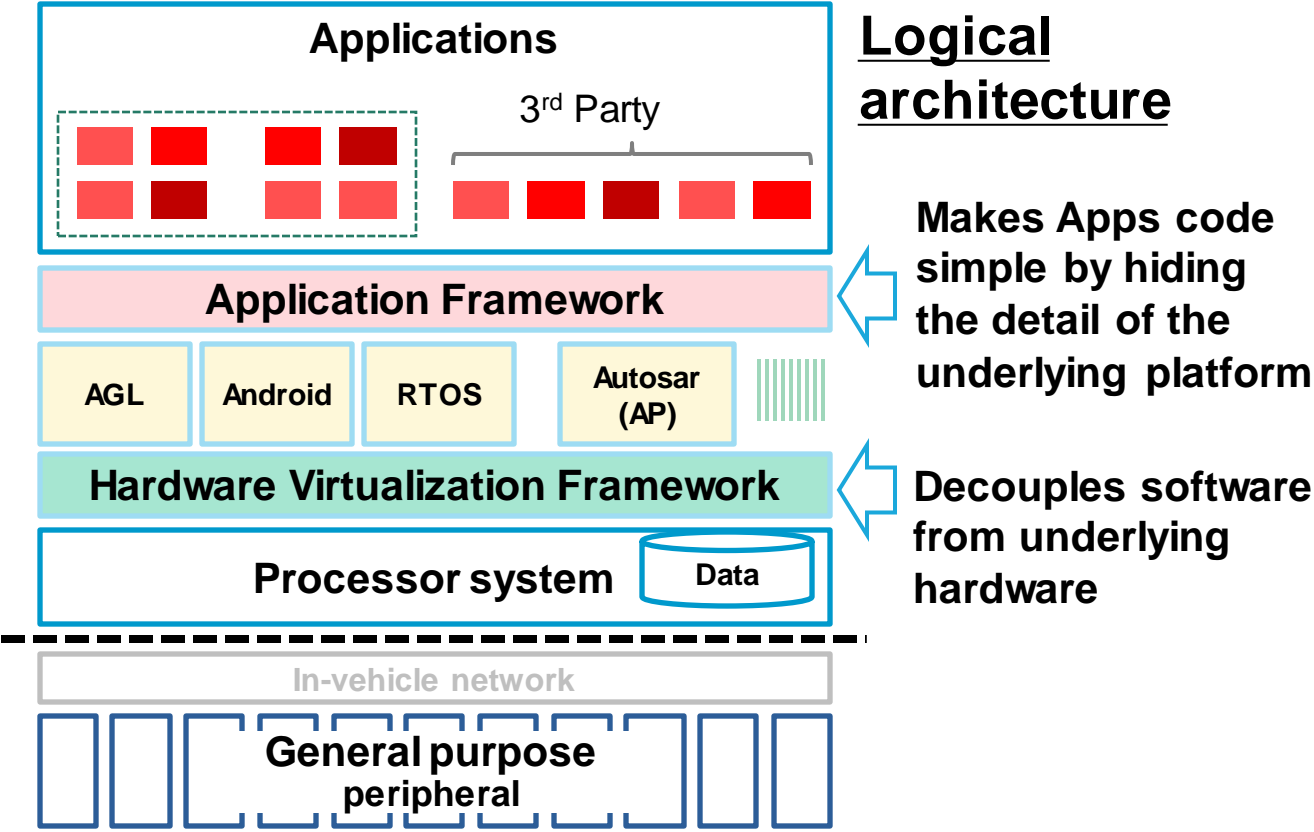 Applications
Logical
architecture
3rd Party
Makes Apps code
simple by hiding
the detail of the
underlying platform
Application Framework
AGL
Android
RTOS
Autosar
(AP)
Hardware Virtualization Framework
Decouples software
from underlying
hardware
Processor system
Data
In-vehicle network
General purpose
peripheral